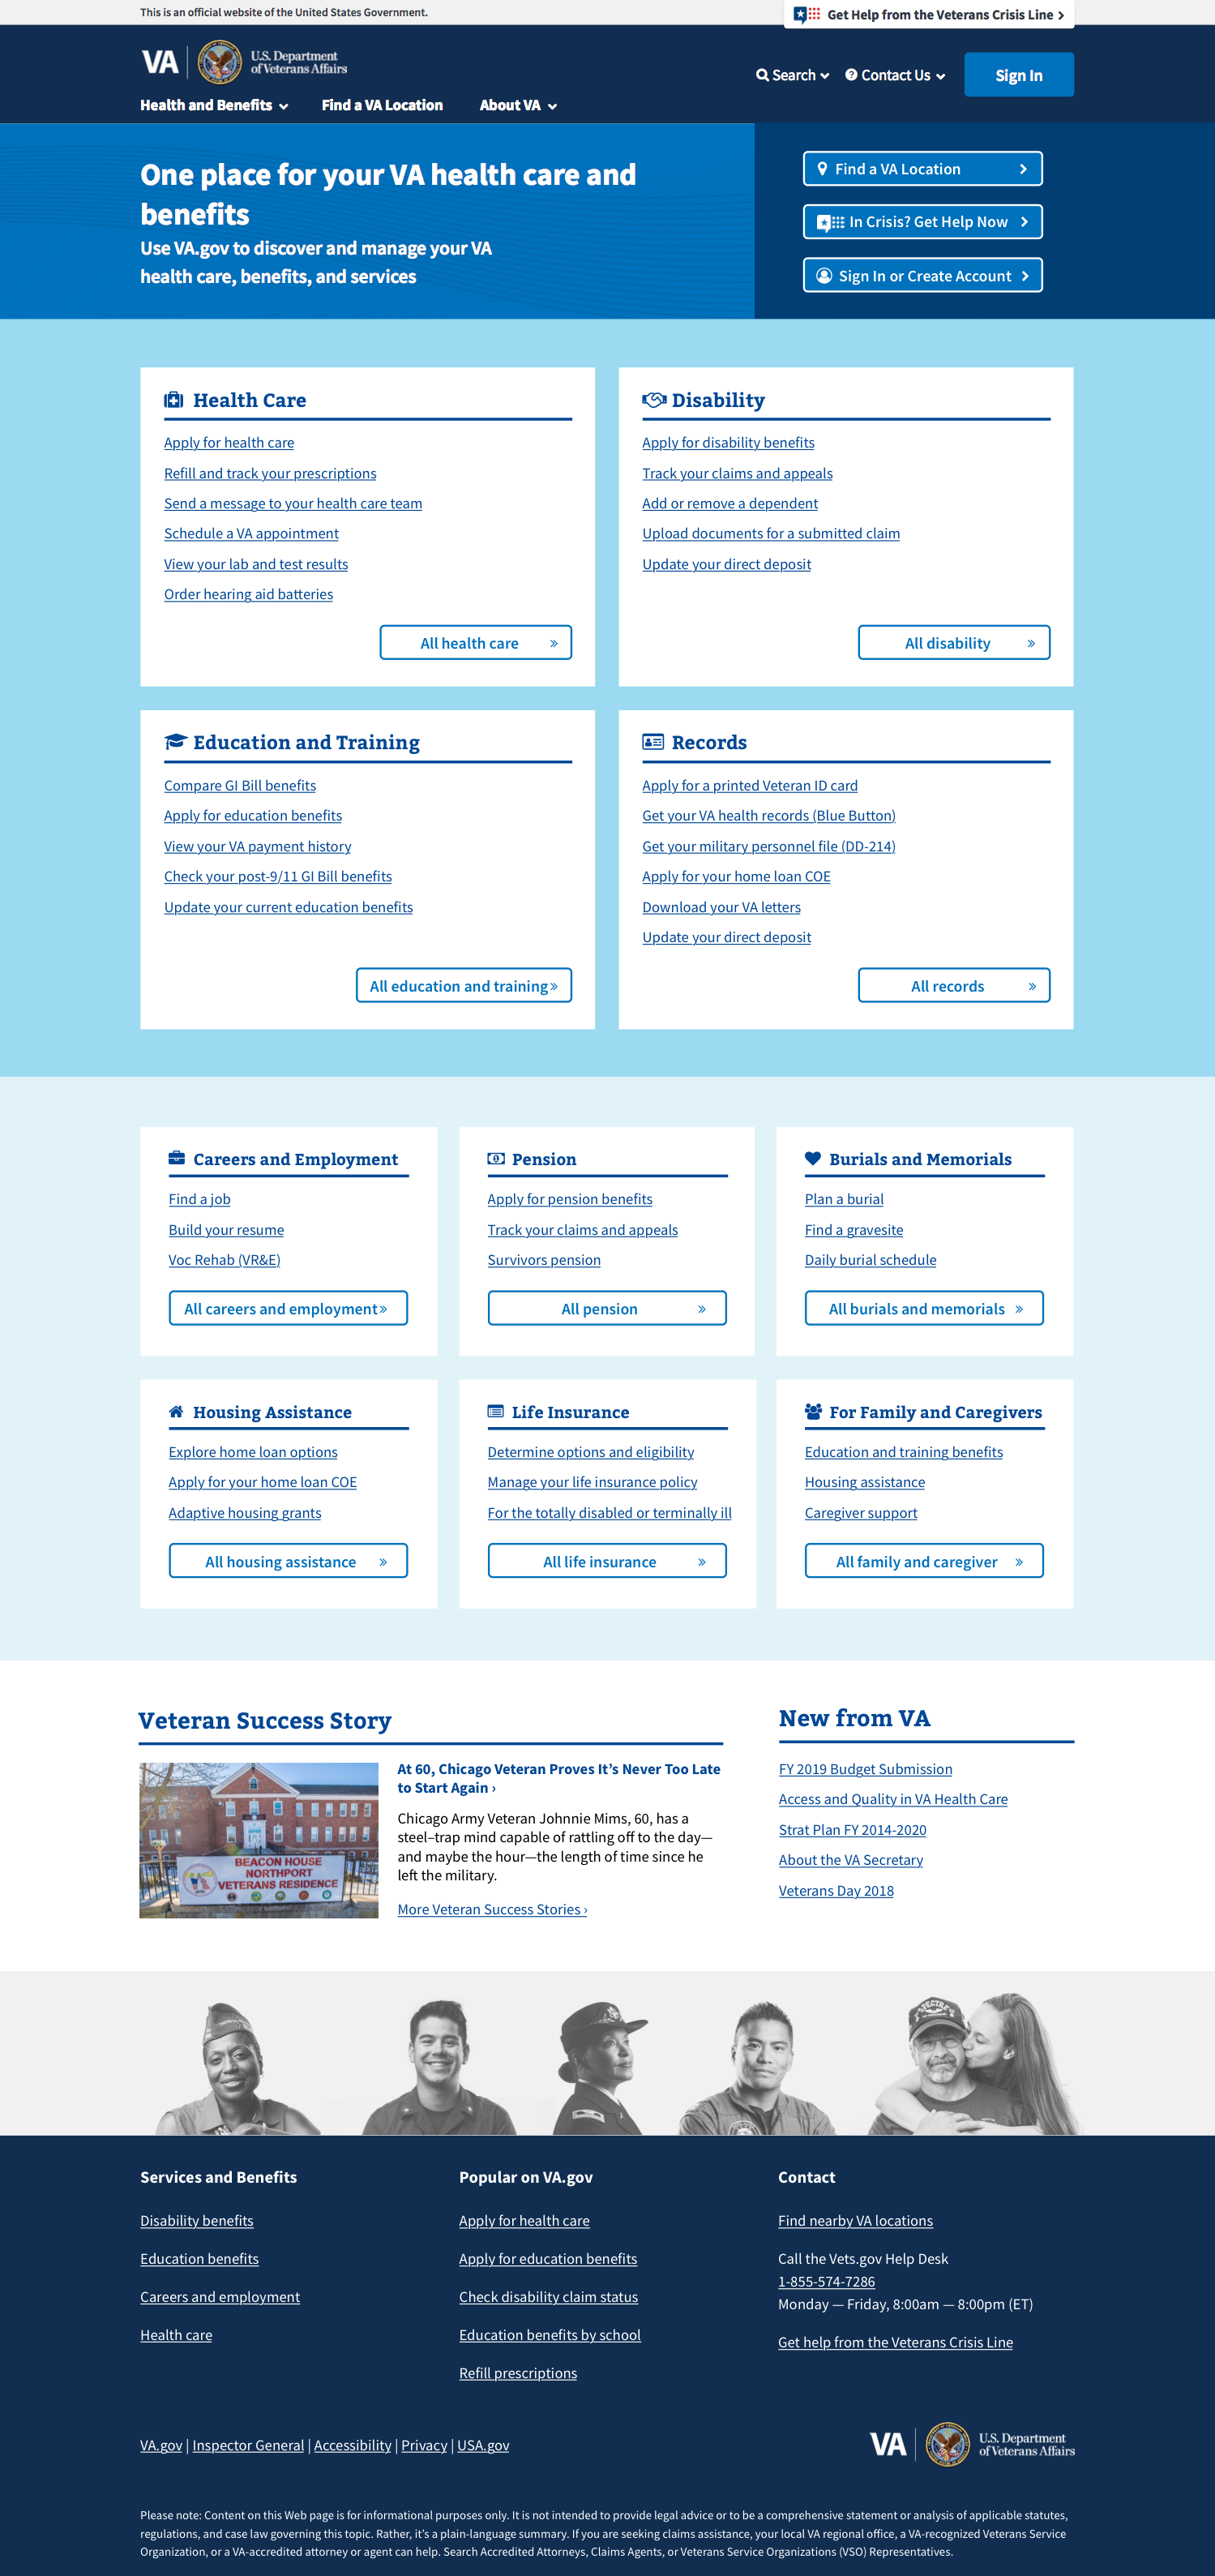 This is an official website of the United States Government.
Get Help from the Veterans Crisis Line
VA
U.S. Department
of Veterans Affairs
Search
Contact Us
Sign In
Health and Benefits
Find a VA Location
About VA
One place for your VA health care and
benefits
Use VA.gov to discover and manage your VA
health care, benefits, and services
Find a VA Location
In Crisis? Get Help Now
Sign In or Create Account
Health Care
Apply for health care
Refill and track your prescriptions
Send a message to your health care team
Schedule a VA appointment
View your lab and test results
Order hearing aid batteries
All health care »
Disability
Apply for disability benefits
Track your claims and appeals
Add or remove a dependent
Upload documents for a submitted claim
Update your direct deposit
All disability »
Education and Training
Compare GI Bill benefits
Apply for education benefits
View your VA payment history
Check your post-9/11 GI Bill benefits
Update your current education benefits
All education and training »
Records
Apply for a printed Veteran ID card
Get your VA health records (Blue Button)
Get your military personnel file (DD-214)
Apply for your home loan COE
Download your VA letters
Update your direct deposit
All records »
Careers and Employment
Find a job
Build your resume
Voc Rehab (VR&E)
All careers and employment »
Pension
Apply for pension benefits
Track your claims and appeals
Survivors pension
All pension »
Burials and Memorials
Plan a burial
Find a gravesite
Daily burial schedule
All burials and memorials »
Housing Assistance
Explore home loan options
Apply for your home loan COE
Adaptive housing grants
All housing assistance »
Life Insurance
Determine options and eligibility
Manage your life insurance policy
For the totally disabled or terminally ill
All life insurance »
For Family and Caregivers
Education and training benefits
Housing assistance
Caregiver support
All family and caregiver »
Veteran Success Story
BEACON HOUSE
NORTHPORT
VETERANS RESIDENCE
At 60, Chicago Veteran Proves It's Never Too Late
to Start Again ›
Chicago Army Veteran Johnnie Mims, 60, has a
steel–trap mind capable of rattling off to the day—
and maybe the hour—the length of time since he
left the military.
More Veteran Success Stories ›
New from VA
FY 2019 Budget Submission
Access and Quality in VA Health Care
Strat Plan FY 2014-2020
About the VA Secretary
Veterans Day 2018
SPECTRE
Services and Benefits
Disability benefits
Education benefits
Careers and employment
Health care
Popular on VA.gov
Apply for health care
Apply for education benefits
Check disability claim status
Education benefits by school
Refill prescriptions
Contact
Find nearby VA locations
Call the Vets.gov Help Desk
1-855-574-7286
Monday — Friday, 8:00am — 8:00pm (ET)
Get help from the Veterans Crisis Line
VA.gov | Inspector General | Accessibility | Privacy | USA.gov
VA
U.S. Department
of Veterans Affairs
Please note: Content on this Web page is for informational purposes only. It is not intended to provide legal advice or to be a comprehensive statement or analysis of applicable statutes,
regulations, and case law governing this topic. Rather, it's a plain-language summary. If you are seeking claims assistance, your local VA regional office, a VA-recognized Veterans Service
Organization, or a VA-accredited attorney or agent can help. Search Accredited Attorneys, Claims Agents, or Veterans Service Organizations (VSO) Representatives.